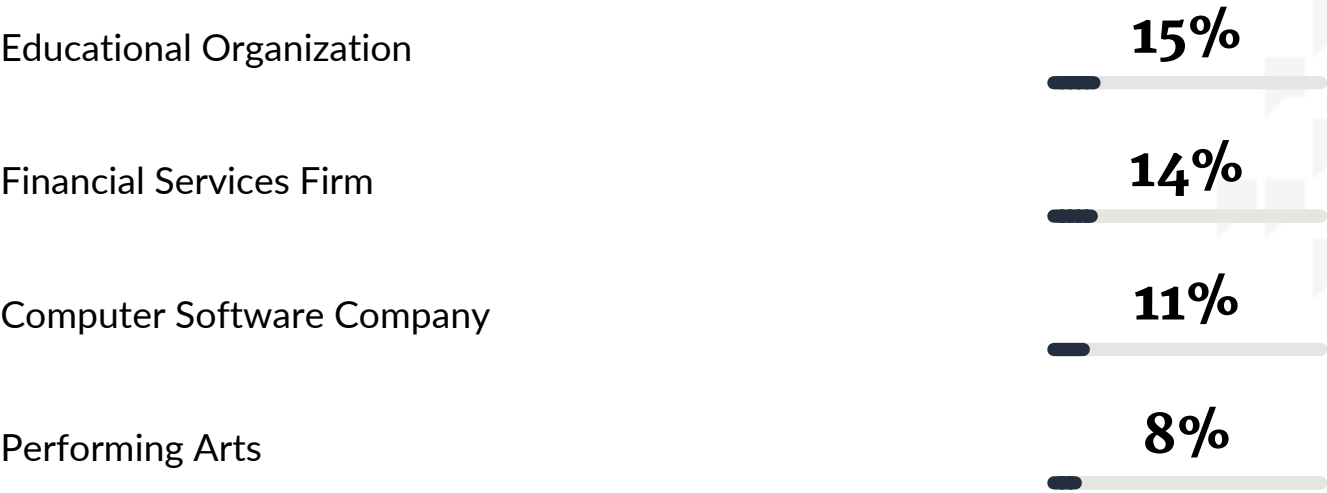 Educational Organization 15%
Financial Services Firm 14%
Computer Software Company 11%
Performing Arts 8%